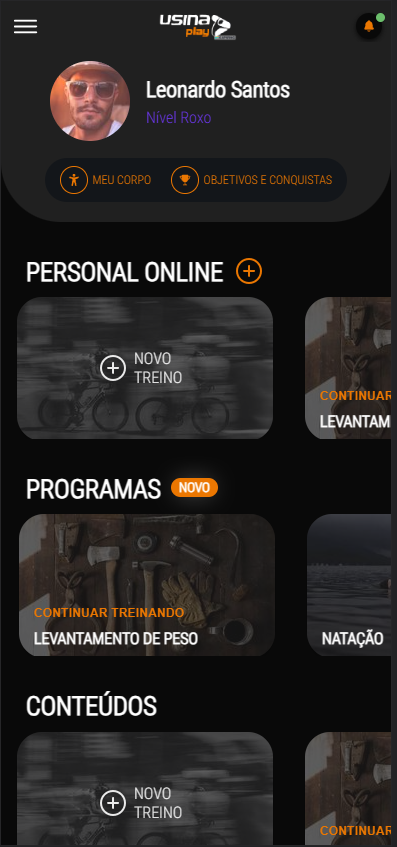 usina
play
Leonardo Santos
Nível Roxo
MEU CORPO
OBJETIVOS E CONQUISTAS
PERSONAL ONLINE
NOVO
TREINO
CONTINUAR
LEVANTAM
PROGRAMAS NOVO
CONTINUAR TREINANDO
LEVANTAMENTO DE PESO
NATAÇÃO
CONTEÚDOS
NOVO
TREINO
CONTINUAR